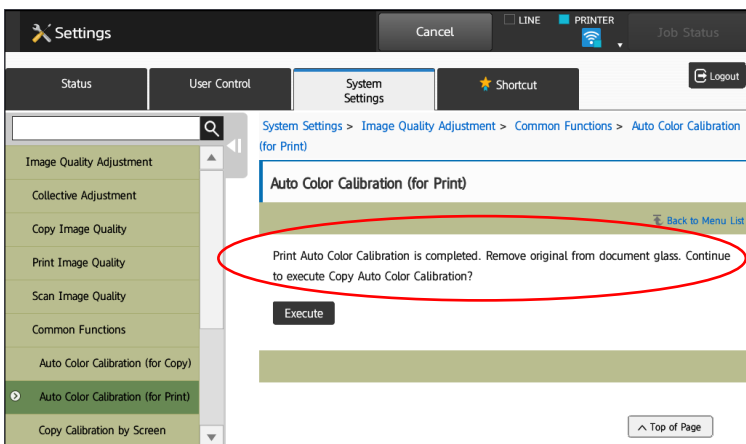 Settings
Cancel
LINE
PRINTER
Job Status
Status
User Control
System
Settings
Shortcut
Logout
System Settings > Image Quality Adjustment > Common Functions > Auto Color Calibration
(for Print)
Image Quality Adjustment
Collective Adjustment
Copy Image Quality
Print Image Quality
Scan Image Quality
Common Functions
Auto Color Calibration (for Copy)
Auto Color Calibration (for Print)
Copy Calibration by Screen
Auto Color Calibration (for Print)
Back to Menu List
Print Auto Color Calibration is completed. Remove original from document glass. Continue
to execute Copy Auto Color Calibration?
Execute
Top of Page